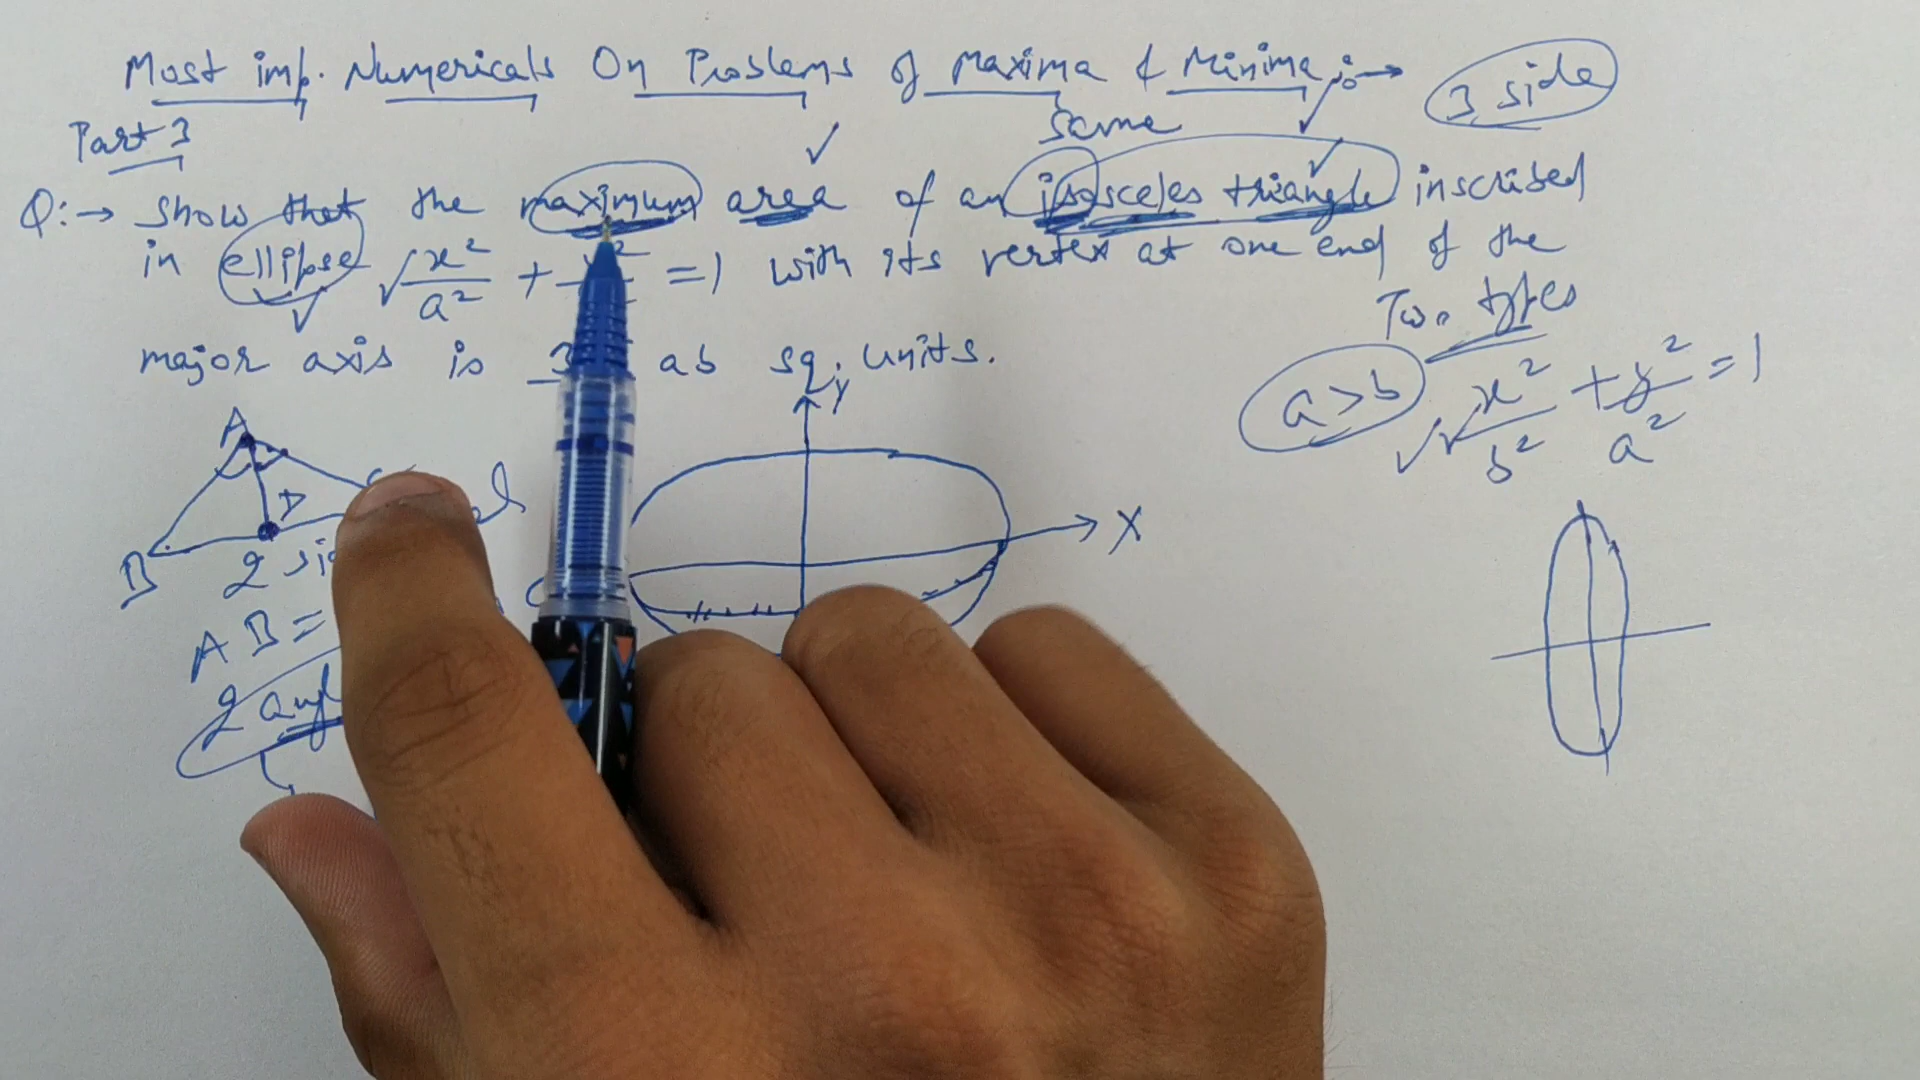 Most imp. Numericals On Problems of Maxima & Minima :→
3 side
Part 3
same
Q:→ Show that the maximum area of an isosceles triangle inscribed
in ellipse x²/a² + = 1 with its vertex at one end of the
Two types
major axis is 3 ab sq. units.
a>b
x²/b² + y²/a² = 1
Y
A
D
X
B
2
AB =
2